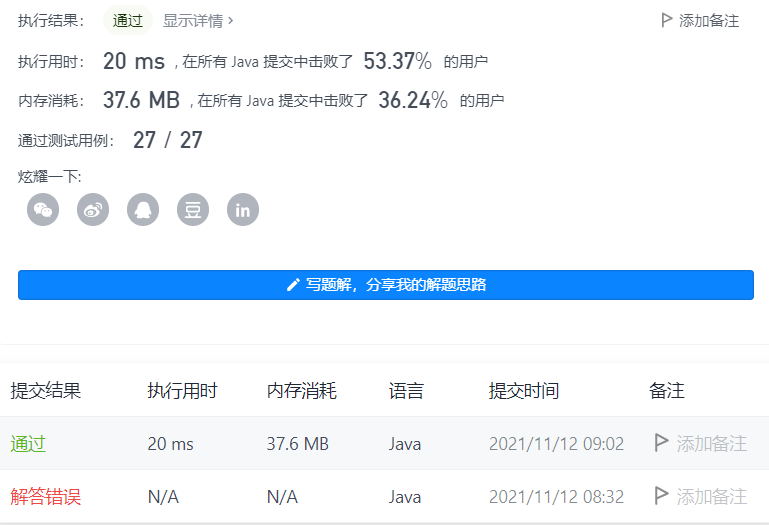 执行结果： 通过 显示详情 › 添加备注
执行用时： 20 ms , 在所有 Java 提交中击败了 53.37% 的用户
内存消耗： 37.6 MB , 在所有 Java 提交中击败了 36.24% 的用户
通过测试用例： 27 / 27
炫耀一下:
豆 in
写题解，分享我的解题思路
提交结果 执行用时 内存消耗 语言 提交时间 备注
通过 20 ms 37.6 MB Java 2021/11/12 09:02 添加备注
解答错误 N/A N/A Java 2021/11/12 08:32 添加备注